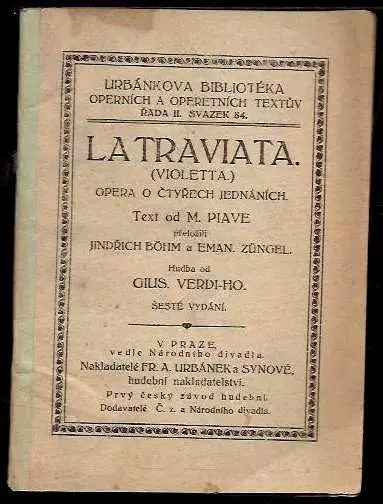 URBÁNKOVA BIBLIOTÉKA
OPERNÍCH A OPERETNÍCH TEXTŮV
ŘADA II. SVAZEK 84.
LA TRAVIATA.
(VIOLETTA.)
OPERA O ČTYŘECH JEDNÁNÍCH.
Text od M. PIAVE
přeložili
JINDŘICH BÖHM a EMAN. ZÜNGEL.
Hudba od
GIUS. VERDI-HO.
ŠESTÉ VYDÁNÍ.
V PRAZE,
vedle Národního divadla.
Nakladatelé FR. A. URBÁNEK a SYNOVÉ,
hudební nakladatelství.
Prvý český závod hudební.
Dodavatelé Č. z. a Národního divadla.